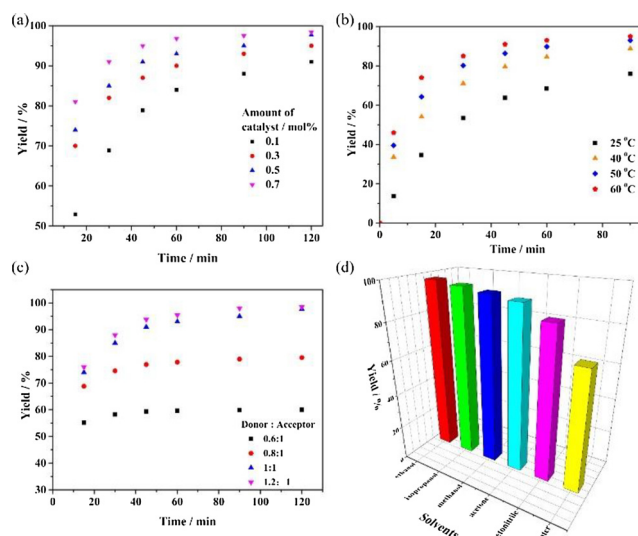 (a)
100
90
80
70
60
50
Yield / %
Amount of
catalyst / mol%
0.1
0.3
0.5
0.7
20 40 60 80 100 120
Time / min
(b)
100
80
60
40
20
0
Yield / %
25 °C
40 °C
50 °C
60 °C
0 20 40 60 80
Time / min
(c)
100
90
80
70
60
50
40
30
Yield / %
Donor : Acceptor
0.6:1
0.8:1
1:1
1.2: 1
20 40 60 80 100 120
Time / min
(d)
100
80
60
40
20
Yield / %
isopropanol
methanol
acetone
Solvents